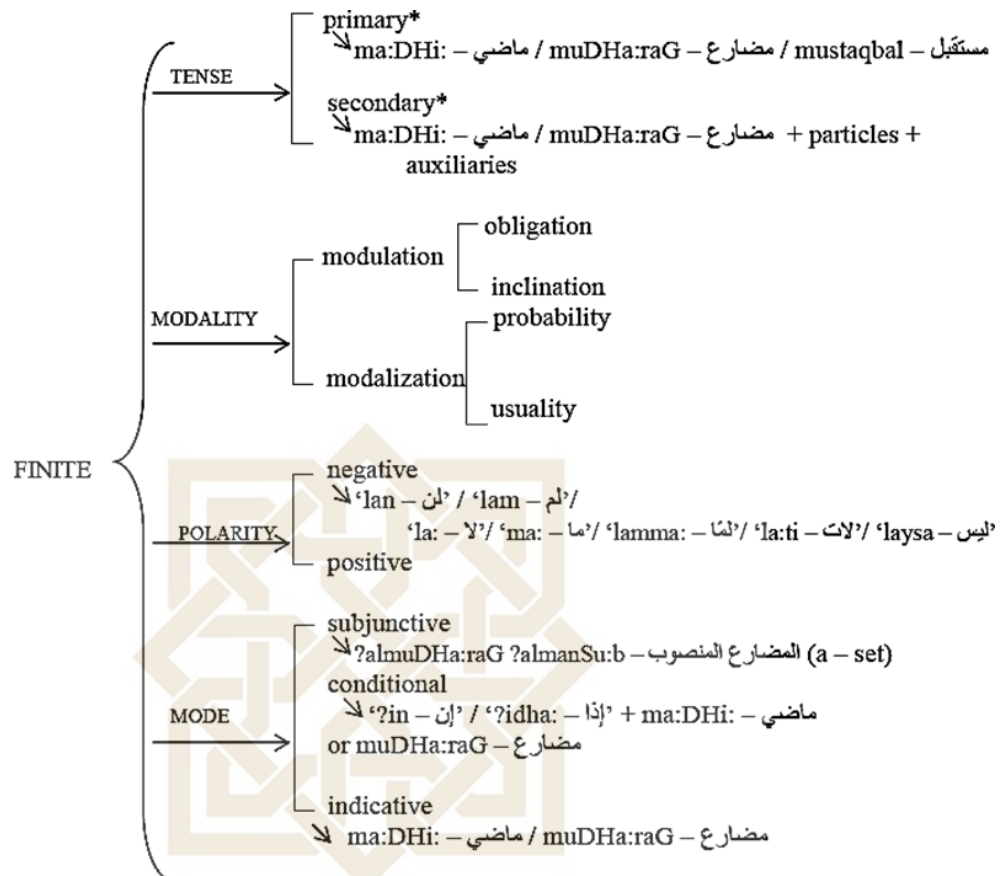 primary*
ma:DHi: – ماضي / muDHa:raG – مضارع / mustaqbal – مستقبل
TENSE
secondary*
ma:DHi: – ماضي / muDHa:raG – مضارع + particles +
auxiliaries
obligation
modulation
inclination
MODALITY
probability
modalization
usuality
FINITE
negative
‘lan – لن’ / ‘lam – لم’/
‘la: – لا’/ ‘ma: – ما’/ ‘lamma: – لمّا’/ ‘la:ti – لات’/ ‘laysa – ليس’
POLARITY
positive
subjunctive
?almuDHa:raG ?almanSu:b – المضارع المنصوب (a – set)
conditional
MODE
‘?in – إن’ / ‘?idha: – إذا’ + ma:DHi: – ماضي
or muDHa:raG – مضارع
indicative
ma:DHi: – ماضي / muDHa:raG – مضارع